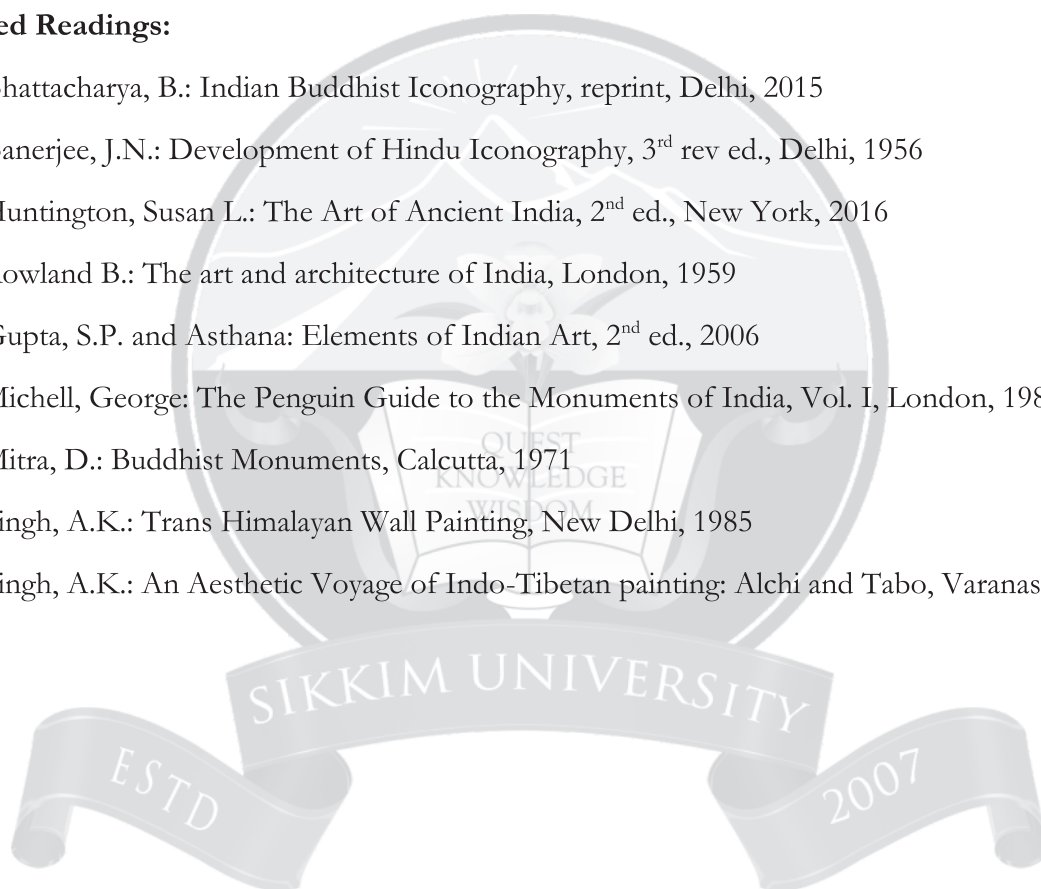 ed Readings:
hattacharya, B.: Indian Buddhist Iconography, reprint, Delhi, 2015
anerjee, J.N.: Development of Hindu Iconography, 3rd rev ed., Delhi, 1956
Huntington, Susan L.: The Art of Ancient India, 2nd ed., New York, 2016
owland B.: The art and architecture of India, London, 1959
Gupta, S.P. and Asthana: Elements of Indian Art, 2nd ed., 2006
Michell, George: The Penguin Guide to the Monuments of India, Vol. I, London, 198
Mitra, D.: Buddhist Monuments, Calcutta, 1971
ingh, A.K.: Trans Himalayan Wall Painting, New Delhi, 1985
ingh, A.K.: An Aesthetic Voyage of Indo-Tibetan painting: Alchi and Tabo, Varanas
QUEST
KNOWLEDGE
WISDOM
SIKKIM UNIVERSITY
ESTD 2007